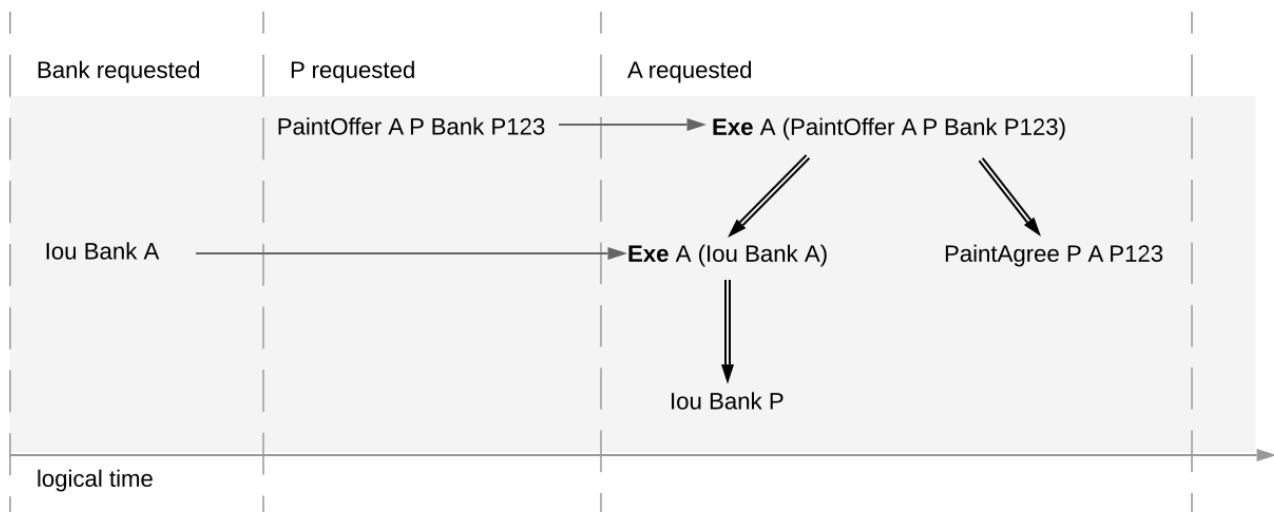 Bank requested
P requested
A requested
PaintOffer A P Bank P123
Exe A (PaintOffer A P Bank P123)
Iou Bank A
Exe A (Iou Bank A)
PaintAgree P A P123
Iou Bank P
logical time